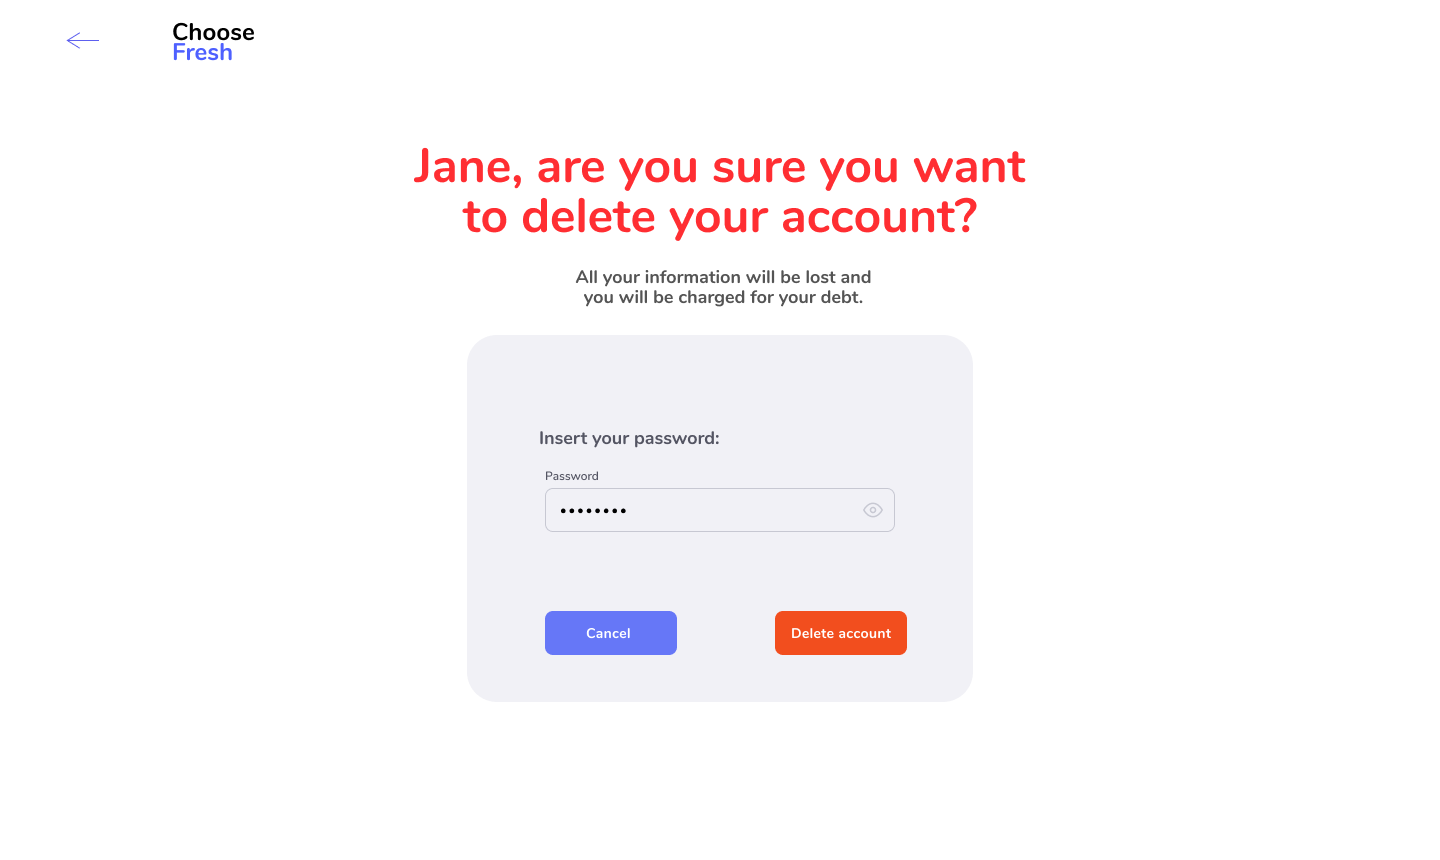 Choose
Fresh
Jane, are you sure you want
to delete your account?
All your information will be lost and
you will be charged for your debt.
Insert your password:
Password
••••••••
Cancel
Delete account